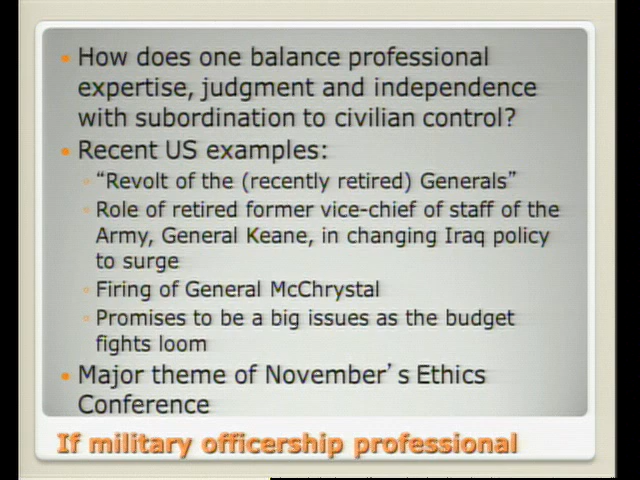 How does one balance professional
expertise, judgment and independence
with subordination to civilian control?
Recent US examples:
“Revolt of the (recently retired) Generals”
Role of retired former vice-chief of staff of the
Army, General Keane, in changing Iraq policy
to surge
Firing of General McChrystal
Promises to be a big issues as the budget
fights loom
Major theme of November’s Ethics
Conference
If military officership professional